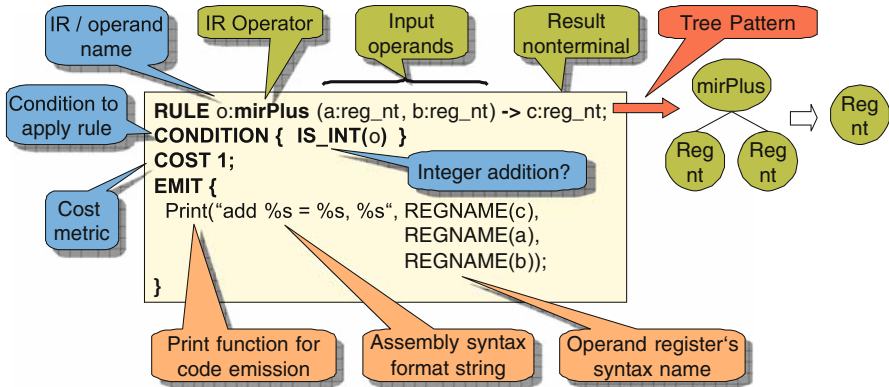 IR / operand
name
IR Operator
Input
operands
Result
nonterminal
Tree Pattern
Condition to
apply rule
RULE o:mirPlus (a:reg_nt, b:reg_nt) -> c:reg_nt;
CONDITION { IS_INT(o) }
COST 1;
EMIT {
Print(“add %s = %s, %s“, REGNAME(c),
REGNAME(a),
REGNAME(b));
}
Integer addition?
Cost
metric
mirPlus
Reg
nt
Reg
nt
Reg
nt
Print function for
code emission
Assembly syntax
format string
Operand register‘s
syntax name